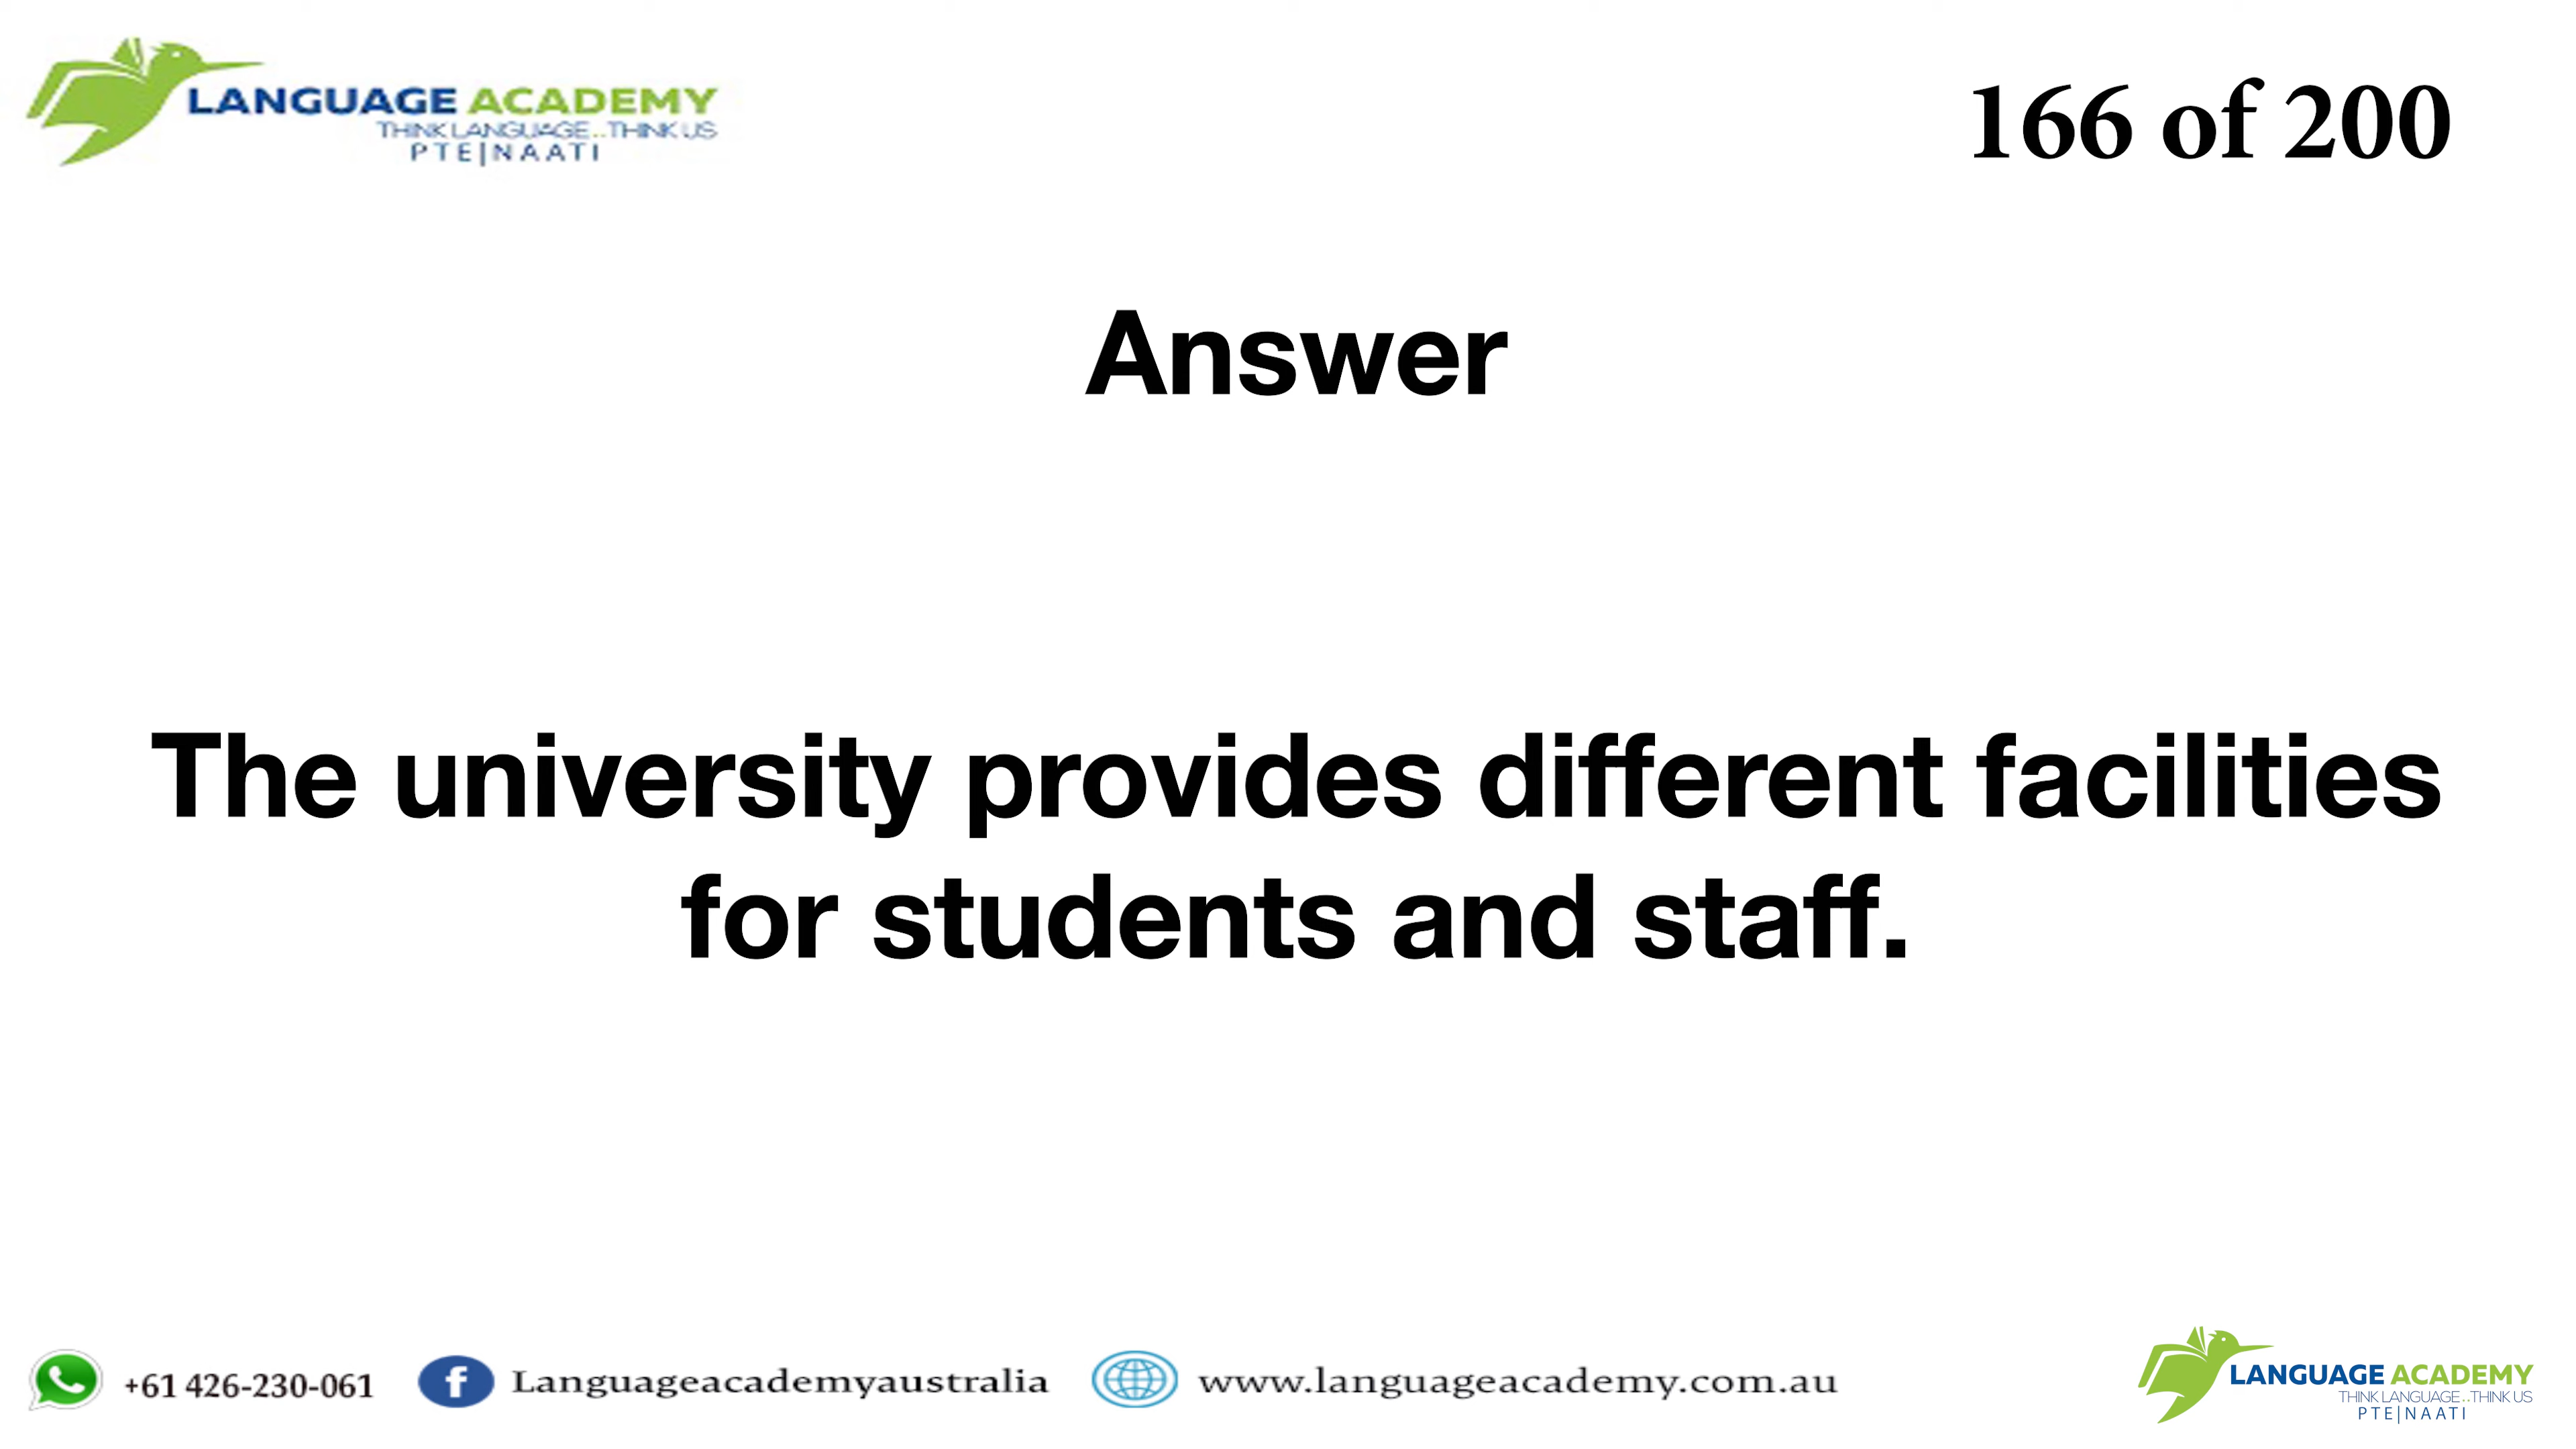 LANGUAGE ACADEMY
THINK LANGUAGE..THINK US
PTE|NAATI
166 of 200
Answer
The university provides different facilities
for students and staff.
+61 426-230-061
Languageacademyaustralia
www.languageacademy.com.au
LANGUAGE ACADEMY
THINK LANGUAGE..THINK US
PTE|NAATI